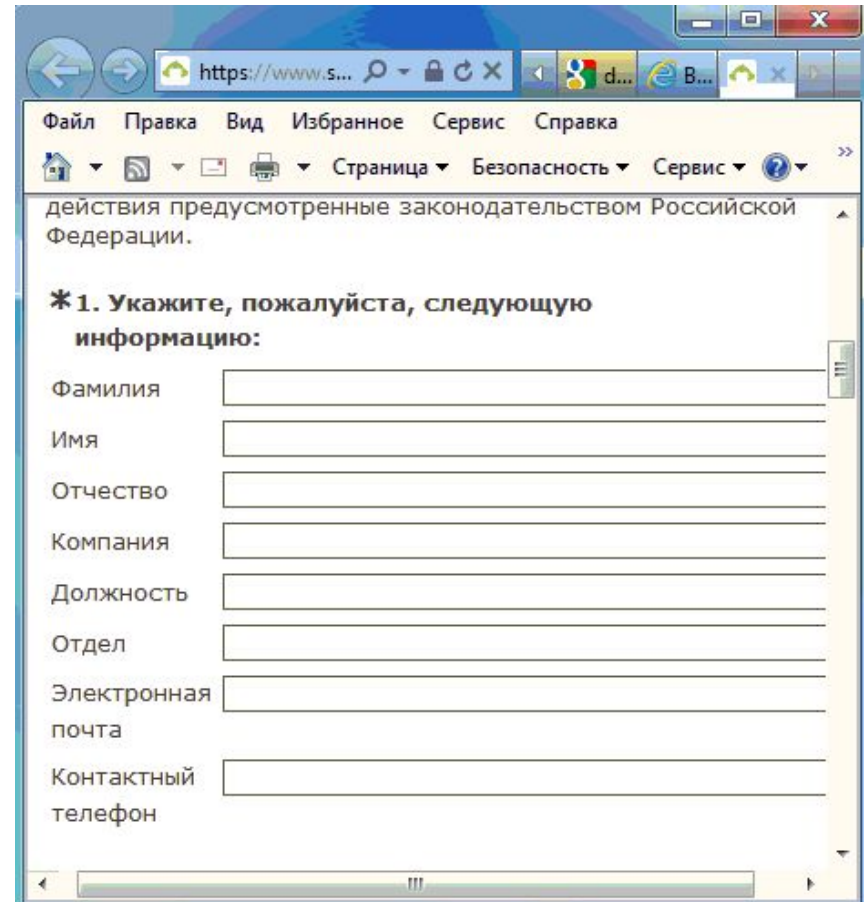 https://www.s...
d...
B...
Файл Правка Вид Избранное Сервис Справка
Страница Безопасность Сервис
действия предусмотренные законодательством Российской
Федерации.
*1. Укажите, пожалуйста, следующую
информацию:
Фамилия
Имя
Отчество
Компания
Должность
Отдел
Электронная
почта
Контактный
телефон